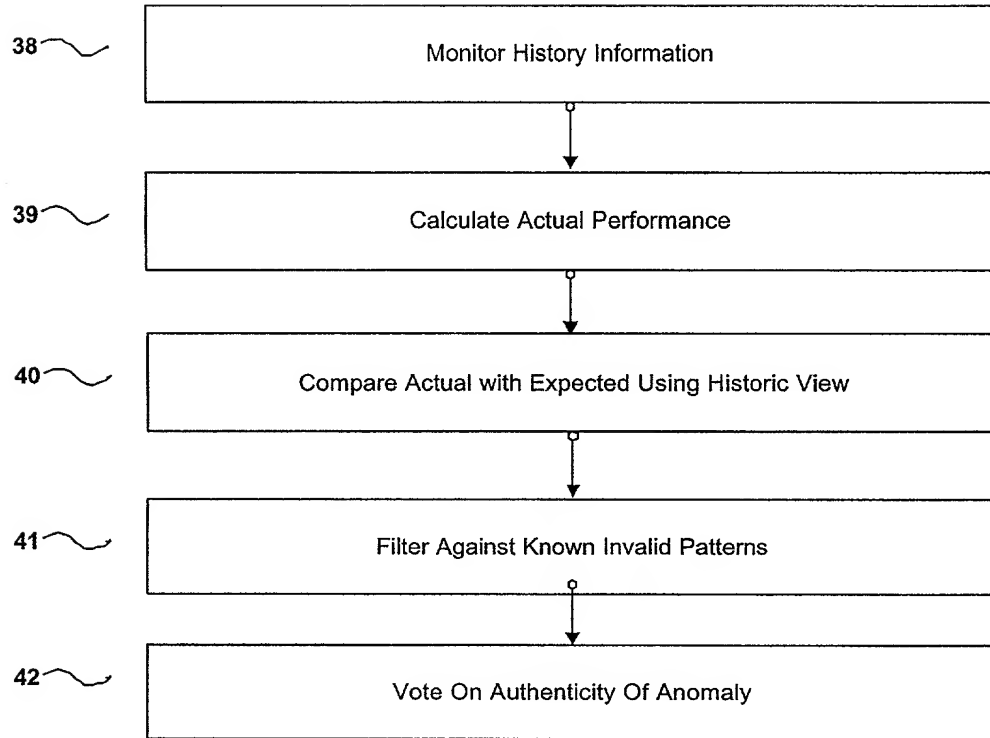 38 Monitor History Information
39 Calculate Actual Performance
40 Compare Actual with Expected Using Historic View
41 Filter Against Known Invalid Patterns
42 Vote On Authenticity Of Anomaly